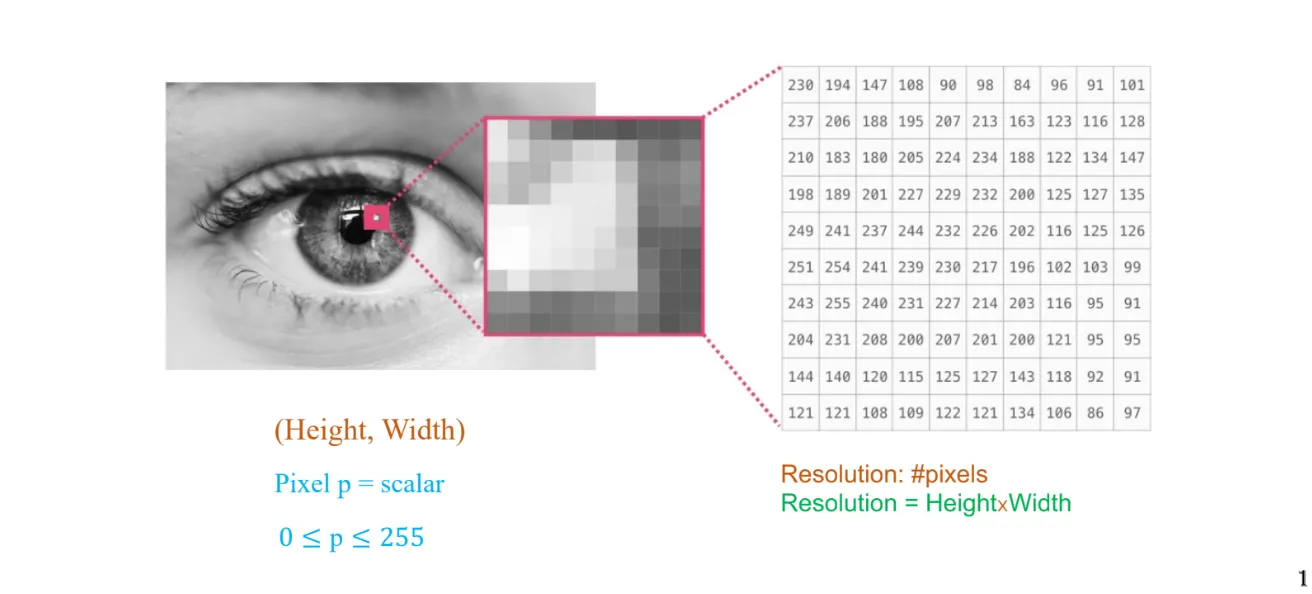 230 194 147 108 90 98 84 96 91 101
237 206 188 195 207 213 163 123 116 128
210 183 180 205 224 234 188 122 134 147
198 189 201 227 229 232 200 125 127 135
249 241 237 244 232 226 202 116 125 126
251 254 241 239 230 217 196 102 103 99
243 255 240 231 227 214 203 116 95 91
204 231 208 200 207 201 200 121 95 95
144 140 120 115 125 127 143 118 92 91
121 121 108 109 122 121 134 106 86 97
(Height, Width)
Pixel p = scalar
0 ≤ p ≤ 255
Resolution: #pixels
Resolution = HeightxWidth
1